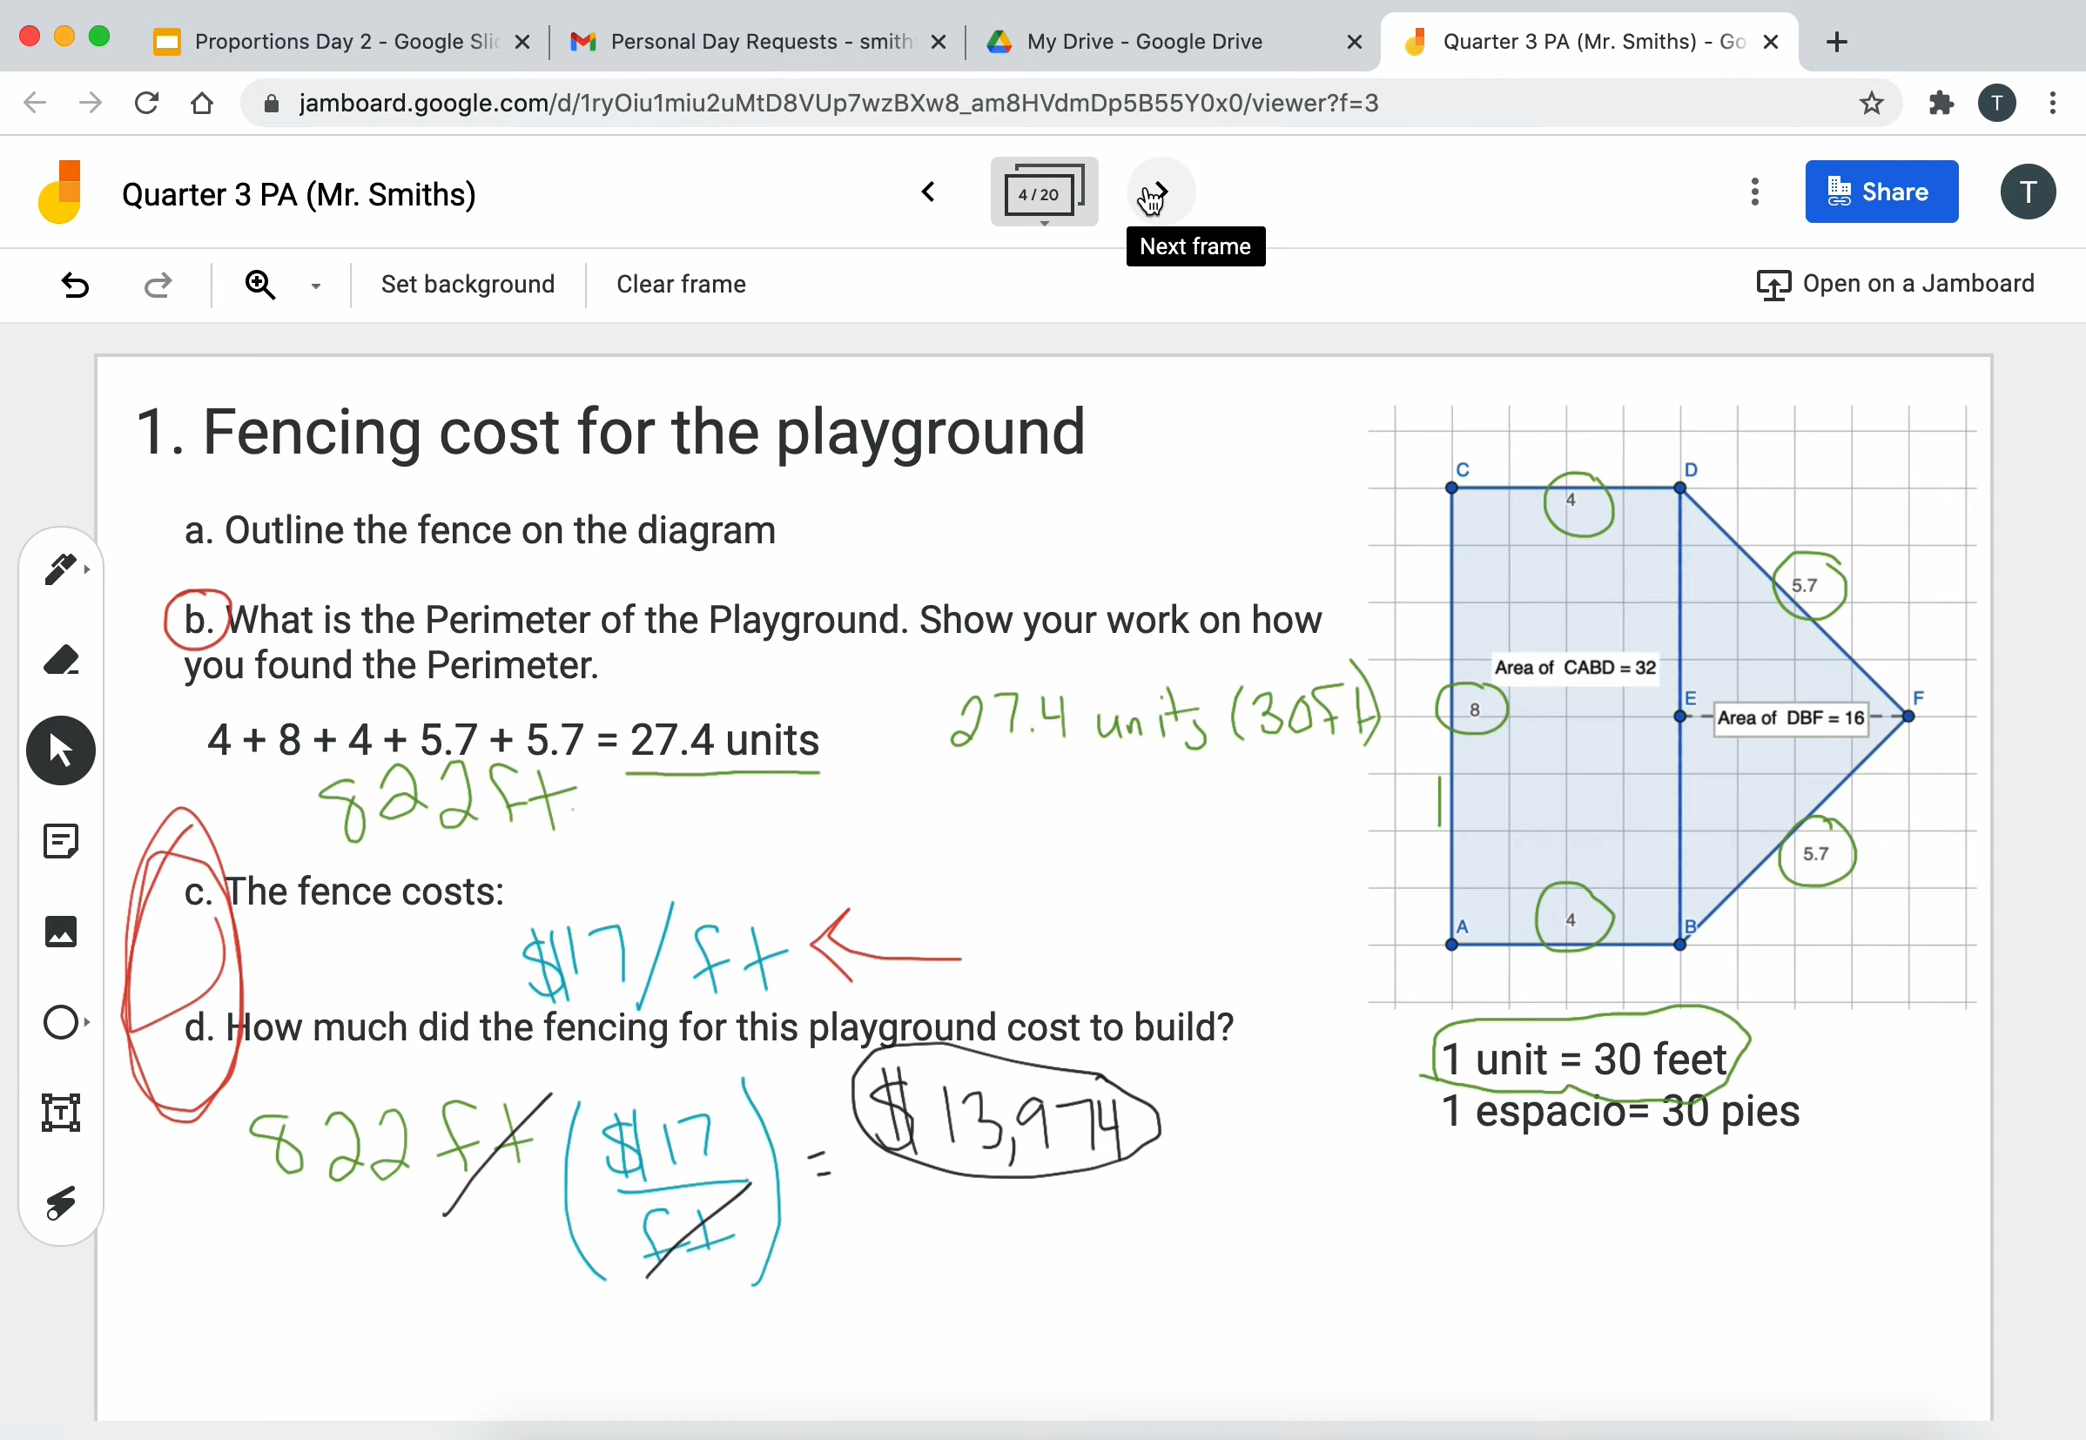 Proportions Day 2 - Google Slic
Personal Day Requests - smith
My Drive - Google Drive
Quarter 3 PA (Mr. Smiths) - Go
jamboard.google.com/d/1ryOiu1miu2uMtD8VUp7wzBXw8_am8HVdmDp5B55Y0x0/viewer?f=3
T
Quarter 3 PA (Mr. Smiths)
4 / 20
Share
T
Next frame
Set background
Clear frame
Open on a Jamboard
1. Fencing cost for the playground
a. Outline the fence on the diagram
b. What is the Perimeter of the Playground. Show your work on how
you found the Perimeter.
27.4 units (30ft)
4 + 8 + 4 + 5.7 + 5.7 = 27.4 units
822 ft.
c. The fence costs:
$17/ft
d. How much did the fencing for this playground cost to build?
822 ft ($17/ft) = $13,974
C
D
4
5.7
Area of CABD = 32
E
F
8
Area of DBF = 16
5.7
A
4
B
1 unit = 30 feet
1 espacio= 30 pies